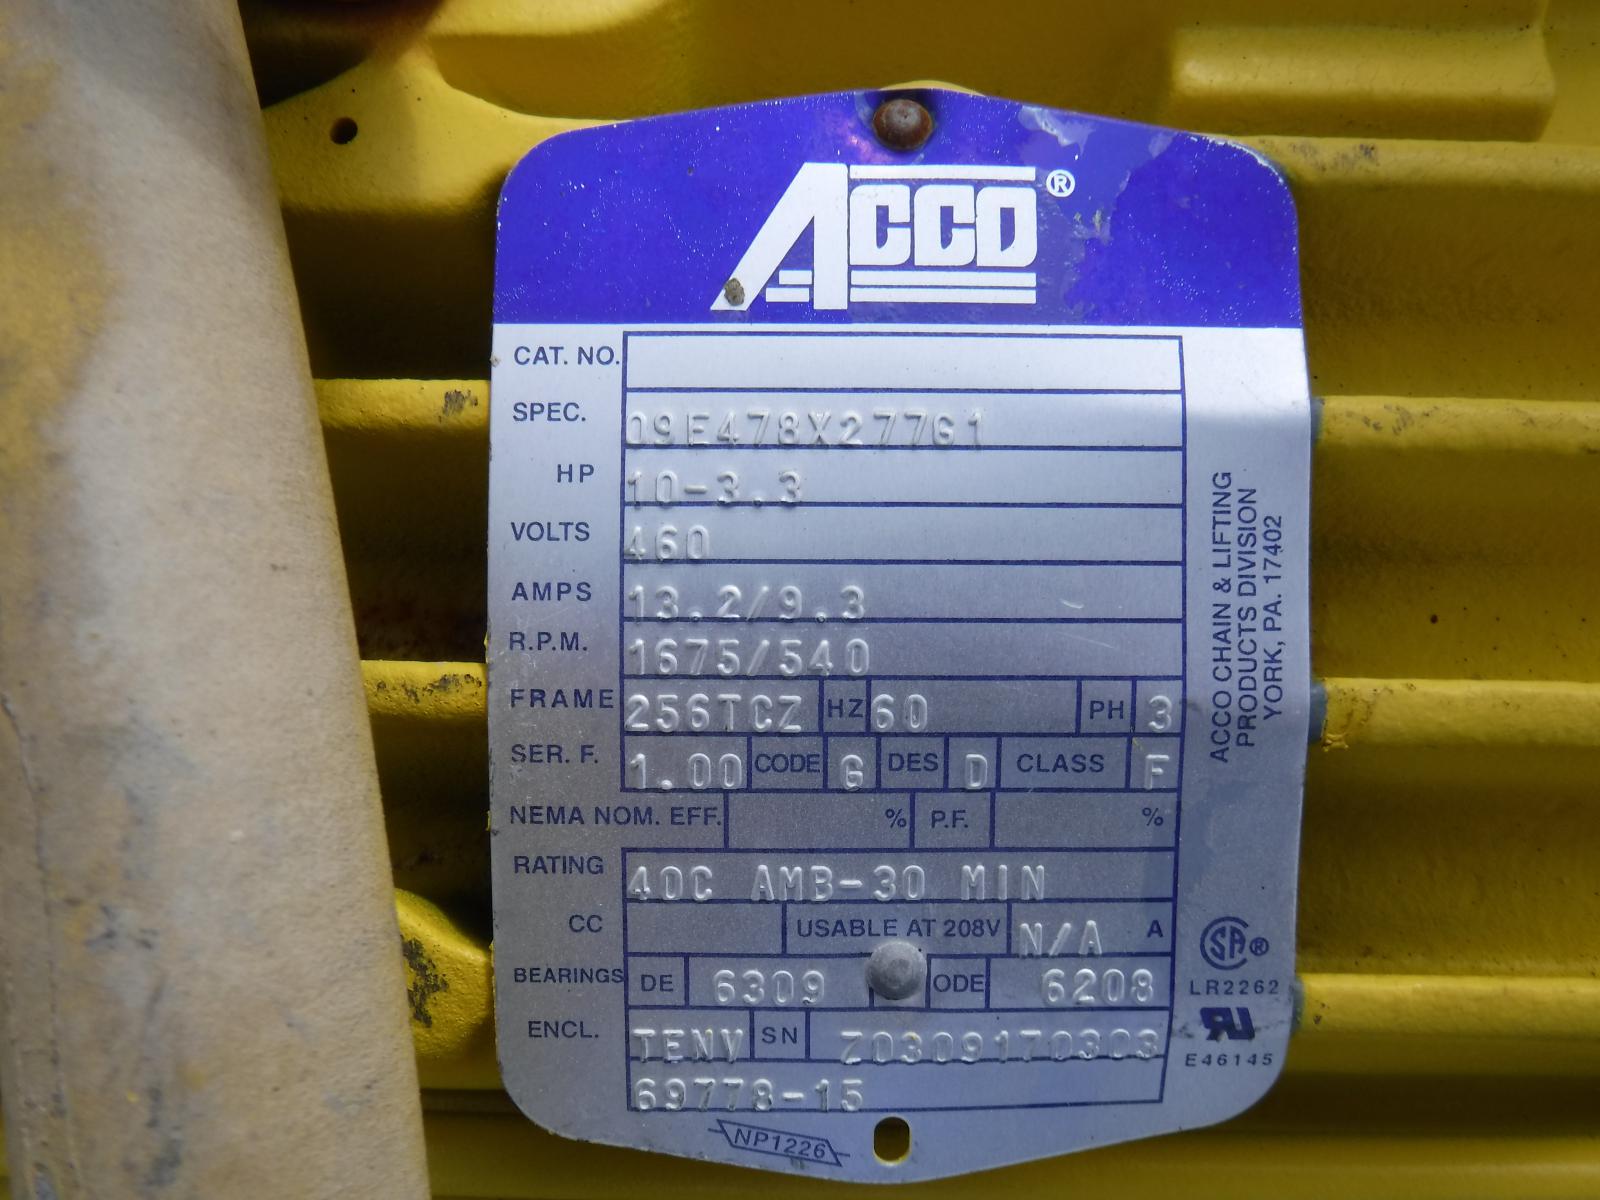 ACCO®
CAT. NO.
SPEC. 09E478X277G1
HP 10-3.3
VOLTS 460
AMPS 13.2/9.3
R.P.M. 1675/540
FRAME 256TCZ HZ 60 PH 3
SER. F. 1.00 CODE G DES D CLASS F
NEMA NOM. EFF. % P.F. %
RATING 40C AMB-30 MIN
CC USABLE AT 208V N/A A
BEARINGS DE 6309 ODE 6208
ENCL. TENV SN Z0309170303
69778-15
NP1226
ACCO CHAIN & LIFTING
PRODUCTS DIVISION
YORK, PA. 17402
SA®
LR2262
RU
E46145